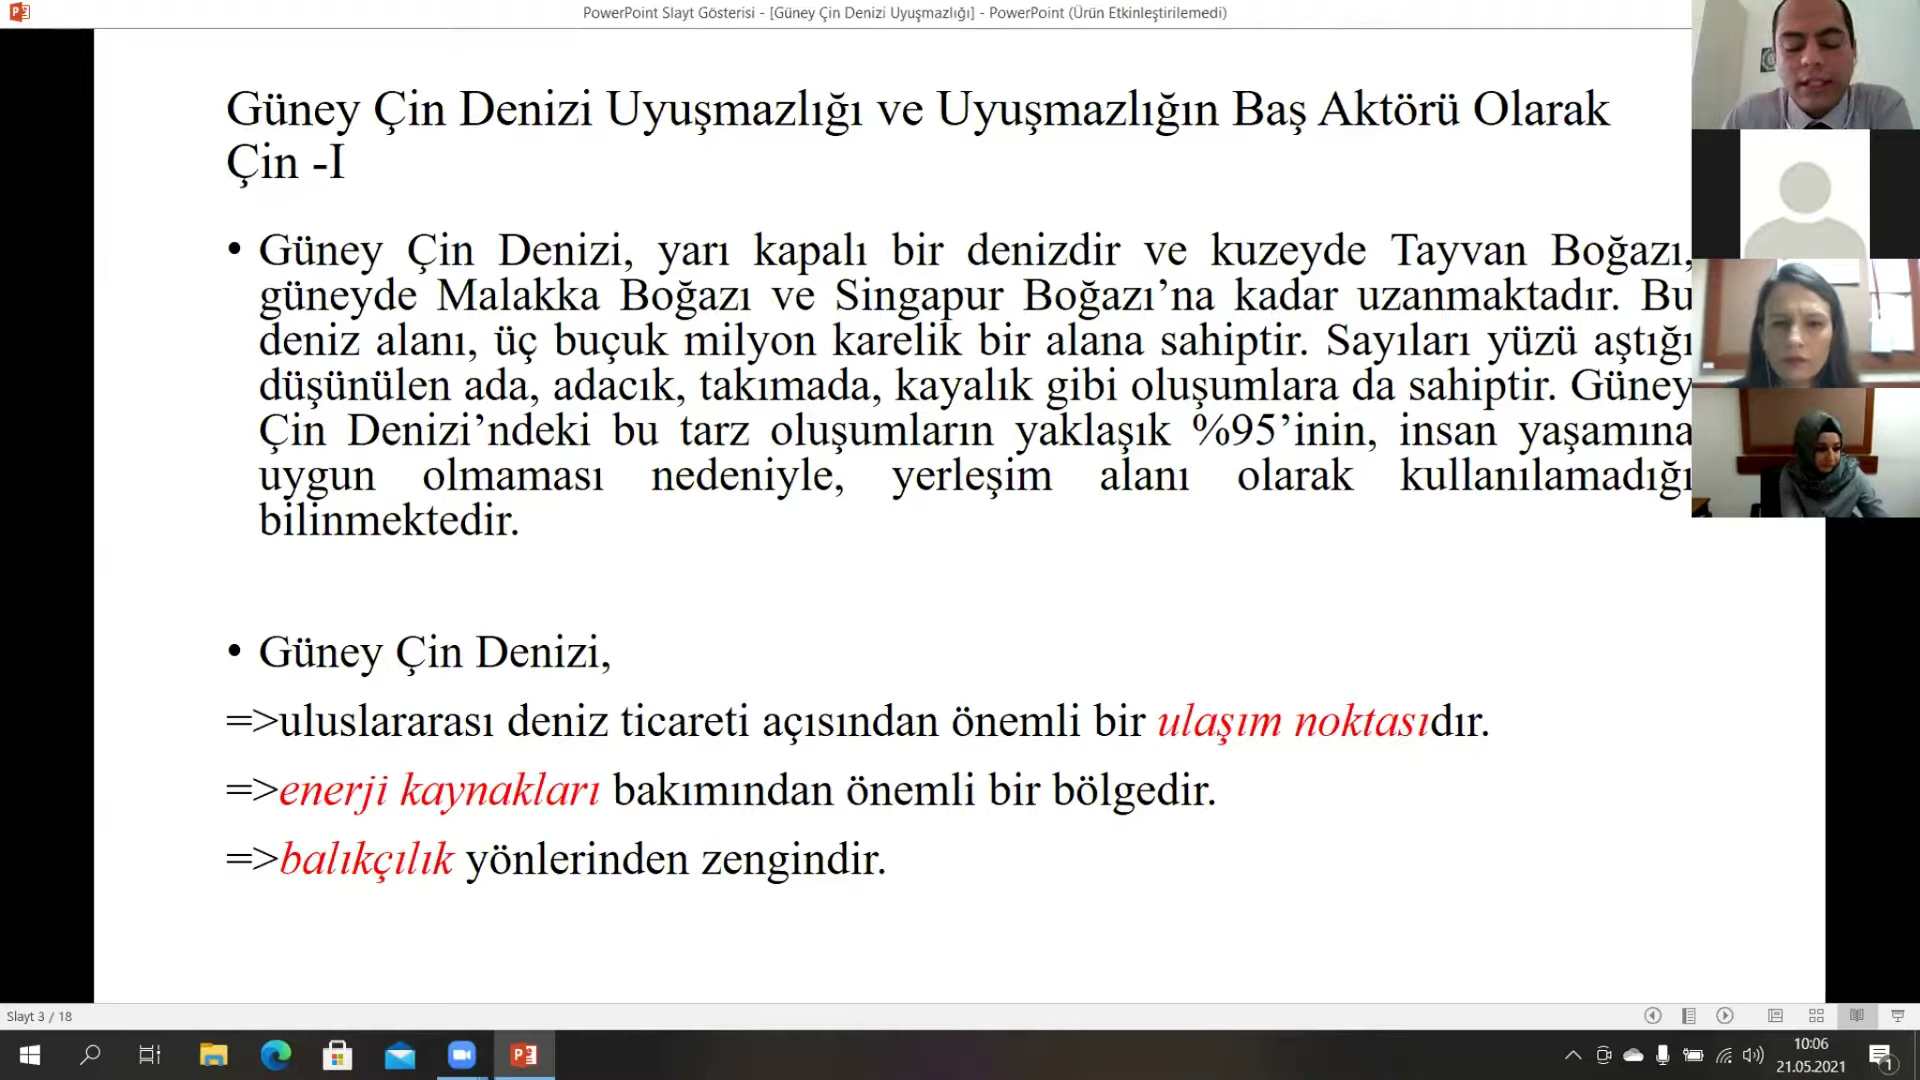 PowerPoint Slayt Gösterisi - [Güney Çin Denizi Uyuşmazlığı] - PowerPoint (Ürün Etkinleştirilemedi)
Güney Çin Denizi Uyuşmazlığı ve Uyuşmazlığın Baş Aktörü Olarak
Çin -I
• Güney Çin Denizi, yarı kapalı bir denizdir ve kuzeyde Tayvan Boğazı,
güneyde Malakka Boğazı ve Singapur Boğazı’na kadar uzanmaktadır. Bu
deniz alanı, üç buçuk milyon karelik bir alana sahiptir. Sayıları yüzü aştığı
düşünülen ada, adacık, takımada, kayalık gibi oluşumlara da sahiptir. Güney
Çin Denizi’ndeki bu tarz oluşumların yaklaşık %95’inin, insan yaşamına
uygun olmaması nedeniyle, yerleşim alanı olarak kullanılamadığı
bilinmektedir.
• Güney Çin Denizi,
=>uluslararası deniz ticareti açısından önemli bir ulaşım noktasıdır.
=>enerji kaynakları bakımından önemli bir bölgedir.
=>balıkçılık yönlerinden zengindir.
Slayt 3 / 18
10:06
21.05.2021
1